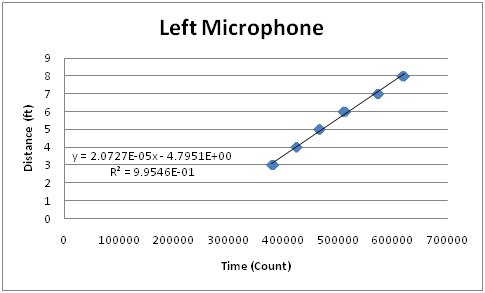 Left Microphone
9
8
7
6
5
4
3
2
1
0
Distance (ft)
y = 2.0727E-05x - 4.7951E+00
R² = 9.9546E-01
0 100000 200000 300000 400000 500000 600000 700000
Time (Count)